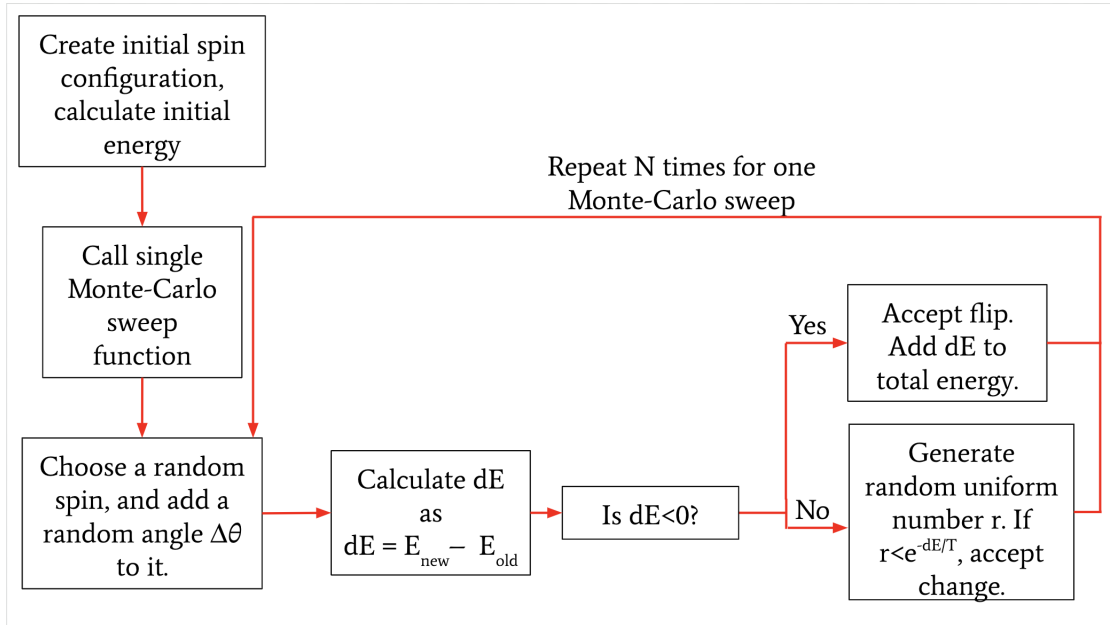 Create initial spin
configuration,
calculate initial
energy
Call single
Monte-Carlo
sweep
function
Choose a random
spin, and add a
random angle Δθ
to it.
Calculate dE
as
dE = E_new – E_old
Is dE<0?
Yes
Accept flip.
Add dE to
total energy.
No
Generate
random uniform
number r. If
r<e^-dE/T, accept
change.
Repeat N times for one
Monte-Carlo sweep